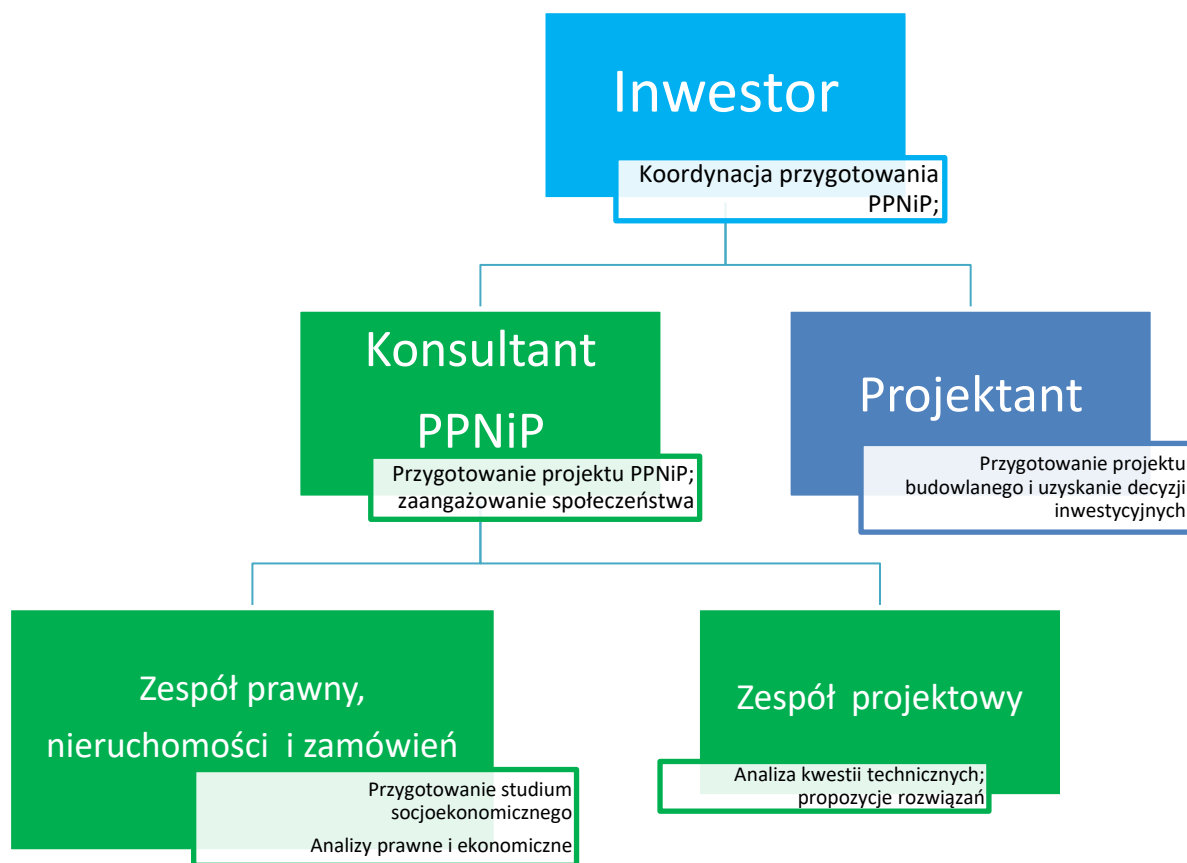 Inwestor
Koordynacja przygotowania
PPNiP;
Konsultant
PPNiP
Przygotowanie projektu PPNiP;
zaangażowanie społeczeństwa
Projektant
Przygotowanie projektu
budowlanego i uzyskanie decyzji
inwestycyjnych
Zespół prawny,
nieruchomości i zamówień
Przygotowanie studium
socjoekonomicznego
Analizy prawne i ekonomiczne
Zespół projektowy
Analiza kwestii technicznych;
propozycje rozwiązań